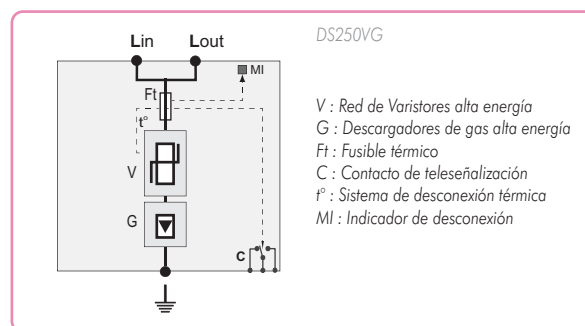 Lin Lout
DS250VG
MI
Ft
t°
V
G
C
V : Red de Varistores alta energía
G : Descargadores de gas alta energía
Ft : Fusible térmico
C : Contacto de teleseñalización
t° : Sistema de desconexión térmica
MI : Indicador de desconexión